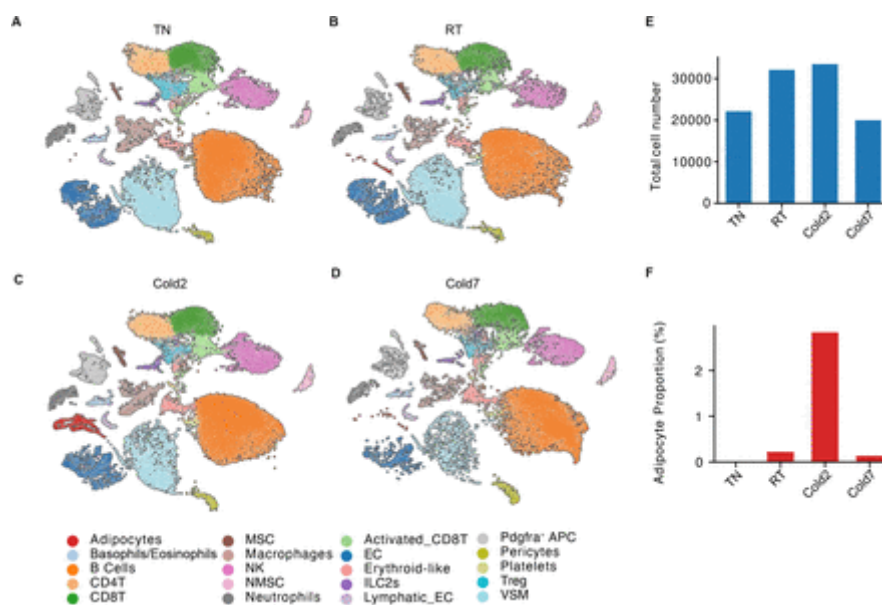 A
TN
B
RT
E
Total cell number
30000
20000
10000
0
TN
RT
Cold2
Cold7
C
Cold2
D
Cold7
F
Adipocyte Proportion (%)
2
1
0
TN
RT
Cold2
Cold7
Adipocytes
Basophils/Eosinophils
B Cells
CD4T
CD8T
MSC
Macrophages
NK
NMSC
Neutrophils
Activated_CD8T
EC
Erythroid-like
ILC2s
Lymphatic_EC
Pdgfra⁺ APC
Pericytes
Platelets
Treg
VSM